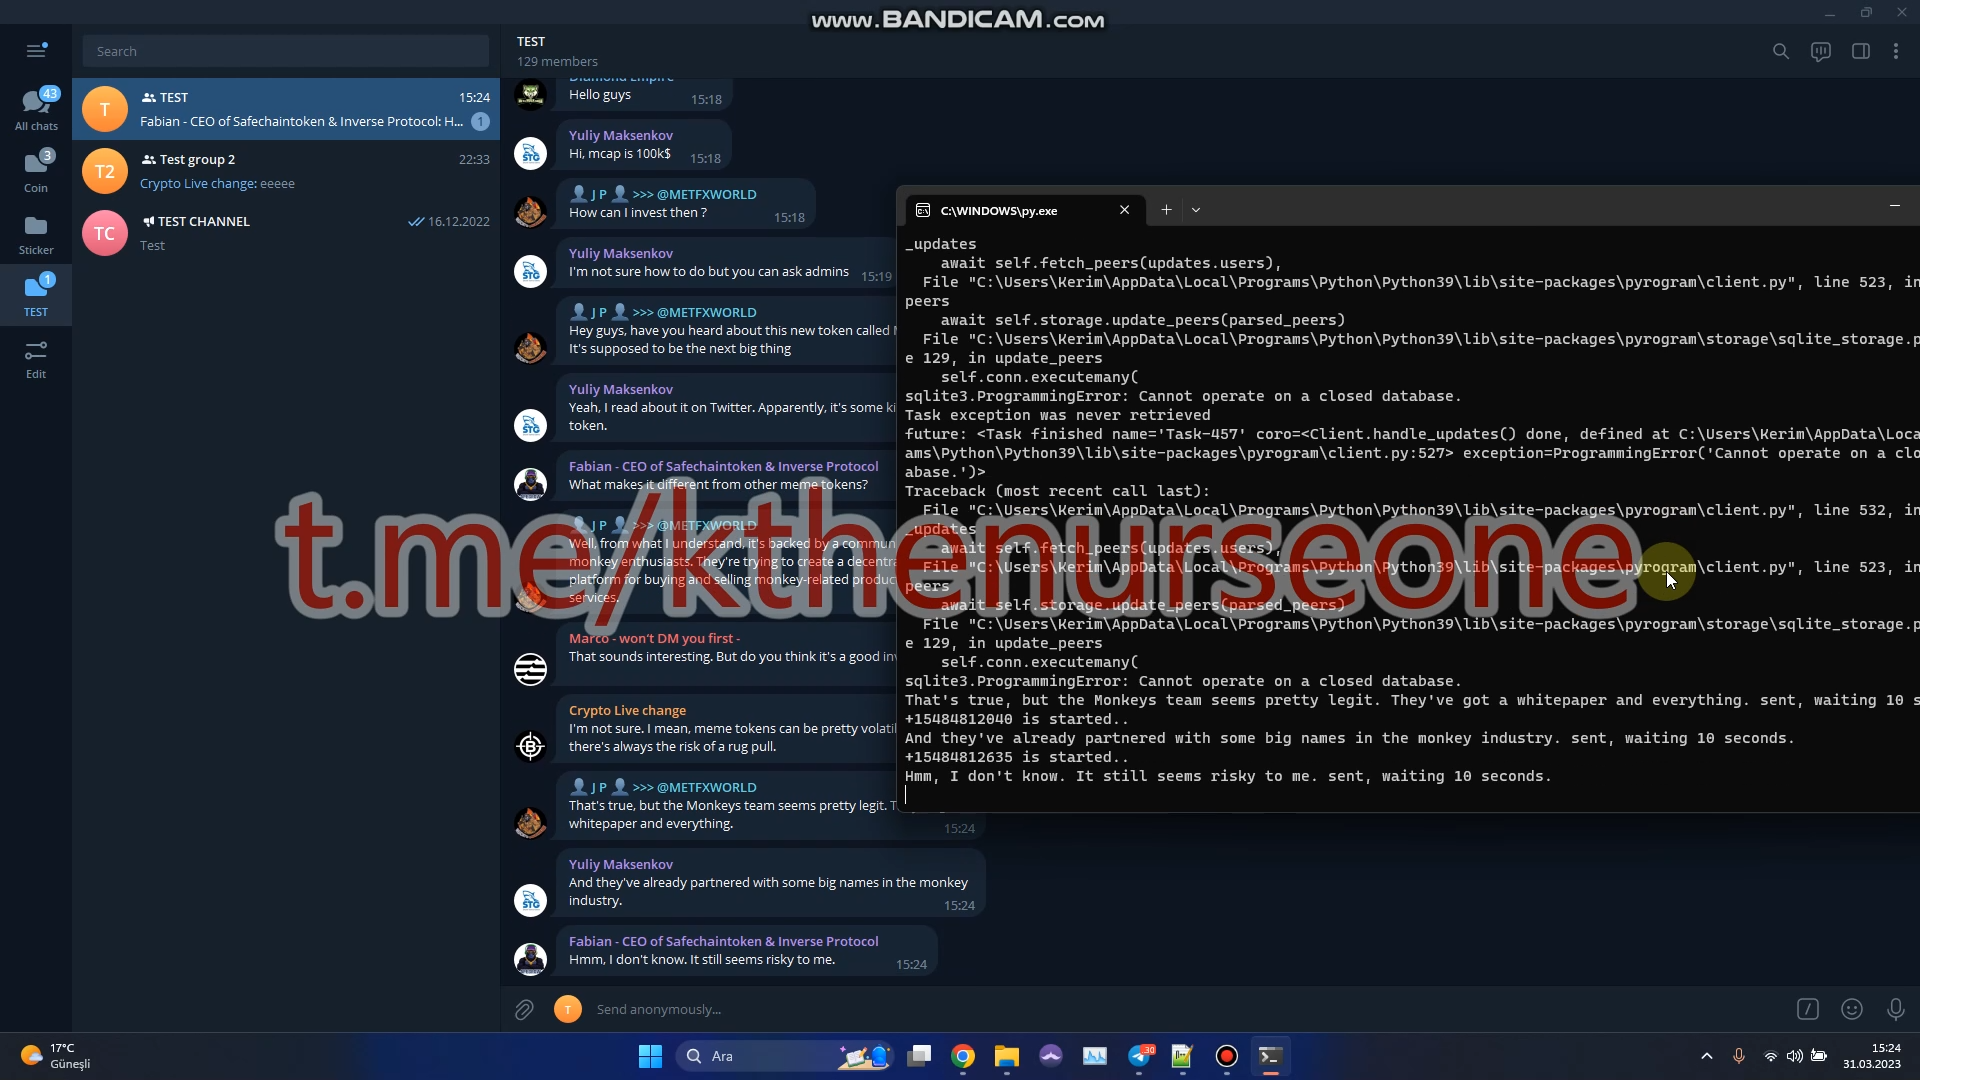 www.BANDICAM.com
Search
All chats
43
Coin
3
Sticker
TEST
1
Edit
T
TEST
15:24
Fabian - CEO of Safechaintoken & Inverse Protocol: H...
1
T2
Test group 2
22:33
Crypto Live change: eeeee
TC
TEST CHANNEL
16.12.2022
Test
TEST
129 members
Diamond Empire
Hello guys
15:18
Yuliy Maksenkov
Hi, mcap is 100k$
15:18
J P >>> @METFXWORLD
How can I invest then ?
15:18
Yuliy Maksenkov
I'm not sure how to do but you can ask admins
15:19
J P >>> @METFXWORLD
Hey guys, have you heard about this new token called
It's supposed to be the next big thing
Yuliy Maksenkov
Yeah, I read about it on Twitter. Apparently, it's some
token.
Fabian - CEO of Safechaintoken & Inverse Protocol
What makes it different from other meme tokens?
J P >>> @METFXWORLD
Well, from what I understand, it's backed by a commun
monkey enthusiasts. They're trying to create a decentra
platform for buying and selling monkey-related produc
services.
Marco - won't DM you first -
That sounds interesting. But do you think it's a good in
Crypto Live change
I'm not sure. I mean, meme tokens can be pretty volati
there's always the risk of a rug pull.
J P >>> @METFXWORLD
That's true, but the Monkeys team seems pretty legit.
whitepaper and everything.
15:24
Yuliy Maksenkov
And they've already partnered with some big names in the monkey
industry.
15:24
Fabian - CEO of Safechaintoken & Inverse Protocol
Hmm, I don't know. It still seems risky to me.
15:24
T
Send anonymously...
t.me/kthenurseone
C:\WINDOWS\py.exe
_updates
await self.fetch_peers(updates.users),
File "C:\Users\Kerim\AppData\Local\Programs\Python\Python39\lib\site-packages\pyrogram\client.py", line 523, in
peers
await self.storage.update_peers(parsed_peers)
File "C:\Users\Kerim\AppData\Local\Programs\Python\Python39\lib\site-packages\pyrogram\storage\sqlite_storage.p
e 129, in update_peers
self.conn.executemany(
sqlite3.ProgrammingError: Cannot operate on a closed database.
Task exception was never retrieved
future: <Task finished name='Task-457' coro=<Client.handle_updates() done, defined at C:\Users\Kerim\AppData\Loca
ams\Python\Python39\lib\site-packages\pyrogram\client.py:527> exception=ProgrammingError('Cannot operate on a clo
abase.')>
Traceback (most recent call last):
File "C:\Users\Kerim\AppData\Local\Programs\Python\Python39\lib\site-packages\pyrogram\client.py", line 532, in
_updates
await self.fetch_peers(updates.users),
File "C:\Users\Kerim\AppData\Local\Programs\Python\Python39\lib\site-packages\pyrogram\client.py", line 523, in
peers
await self.storage.update_peers(parsed_peers)
File "C:\Users\Kerim\AppData\Local\Programs\Python\Python39\lib\site-packages\pyrogram\storage\sqlite_storage.p
e 129, in update_peers
self.conn.executemany(
sqlite3.ProgrammingError: Cannot operate on a closed database.
That's true, but the Monkeys team seems pretty legit. They've got a whitepaper and everything. sent, waiting 10 s
+15484812040 is started..
And they've already partnered with some big names in the monkey industry. sent, waiting 10 seconds.
+15484812635 is started..
Hmm, I don't know. It still seems risky to me. sent, waiting 10 seconds.
17°C
Güneşli
Ara
30
15:24
31.03.2023